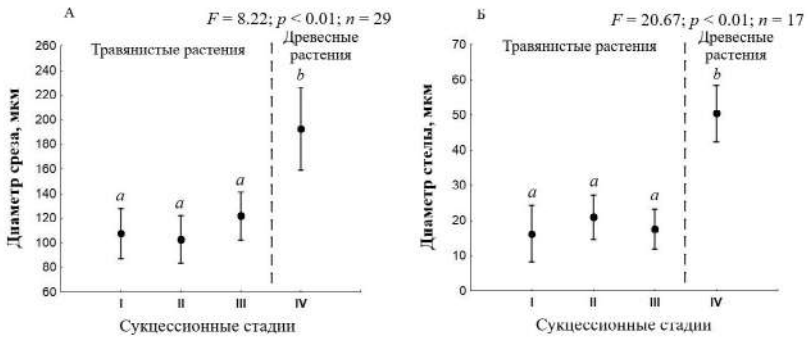 А
F = 8.22; p < 0.01; n = 29
Травянистые растения
Древесные
растения
Диаметр среза, мкм
260
240
220
200
180
160
140
120
100
80
60
a
a
a
b
I
II
III
IV
Сукцессионные стадии
Б
F = 20.67; p < 0.01; n = 17
Травянистые растения
Древесные
растения
Диаметр стелы, мкм
70
60
50
40
30
20
10
0
a
a
a
b
I
II
III
IV
Сукцессионные стадии